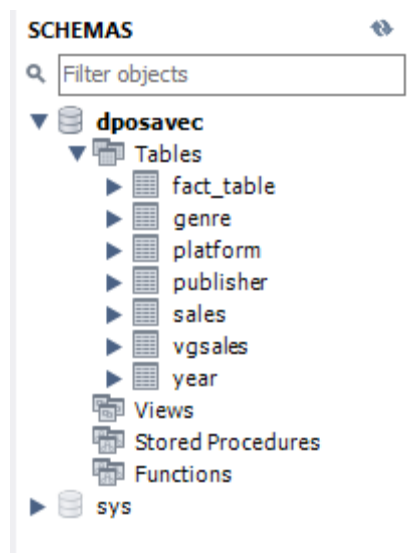 SCHEMAS
Filter objects
dposavec
Tables
fact_table
genre
platform
publisher
sales
vgsales
year
Views
Stored Procedures
Functions
sys